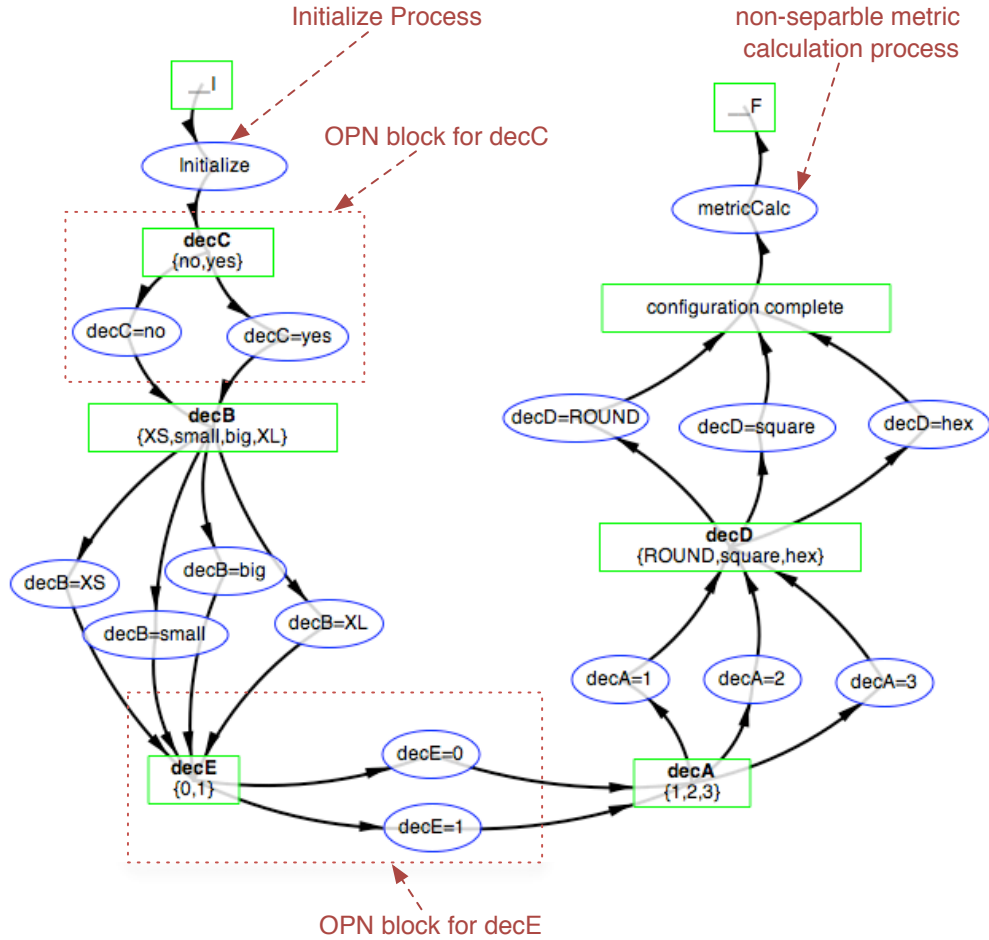 Initialize Process
non-separble metric
calculation process
__I
Initialize
OPN block for decC
decC
{no,yes}
decC=no
decC=yes
decB
{XS,small,big,XL}
decB=XS
decB=small
decB=big
decB=XL
decE
{0,1}
decE=0
decE=1
OPN block for decE
decA
{1,2,3}
decA=1
decA=2
decA=3
decD
{ROUND,square,hex}
decD=ROUND
decD=square
decD=hex
configuration complete
metricCalc
__F